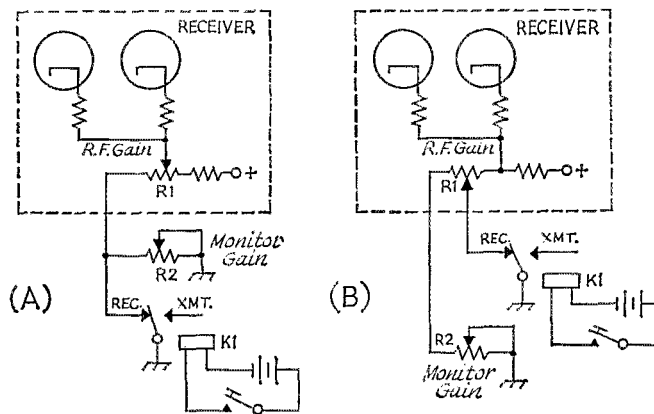 RECEIVER
R.F. Gain
R1
+
Monitor
Gain
R2
(A)
REC.
XMT.
K1
RECEIVER
R.F. Gain
R1
+
REC.
XMT.
K1
(B)
R2
Monitor
Gain